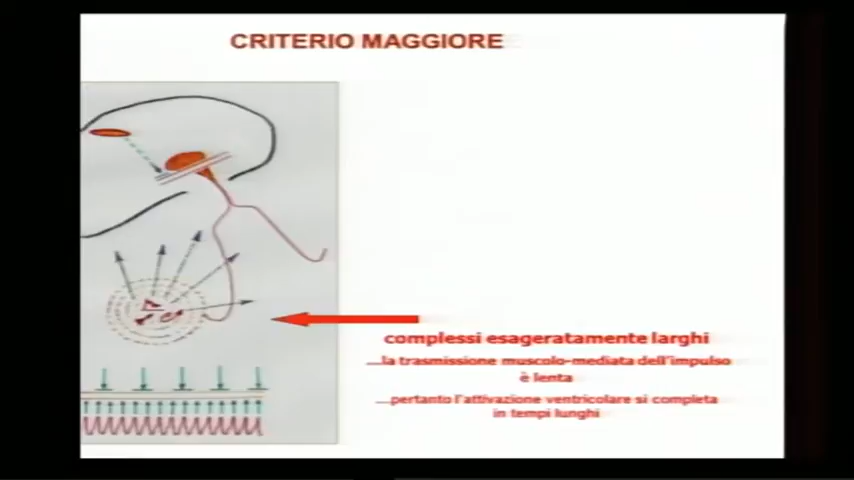 CRITERIO MAGGIORE
complessi esageratamente larghi
...la trasmissione muscolo-mediata dell'impulso
è lenta
...pertanto l'attivazione ventricolare si completa
in tempi lunghi